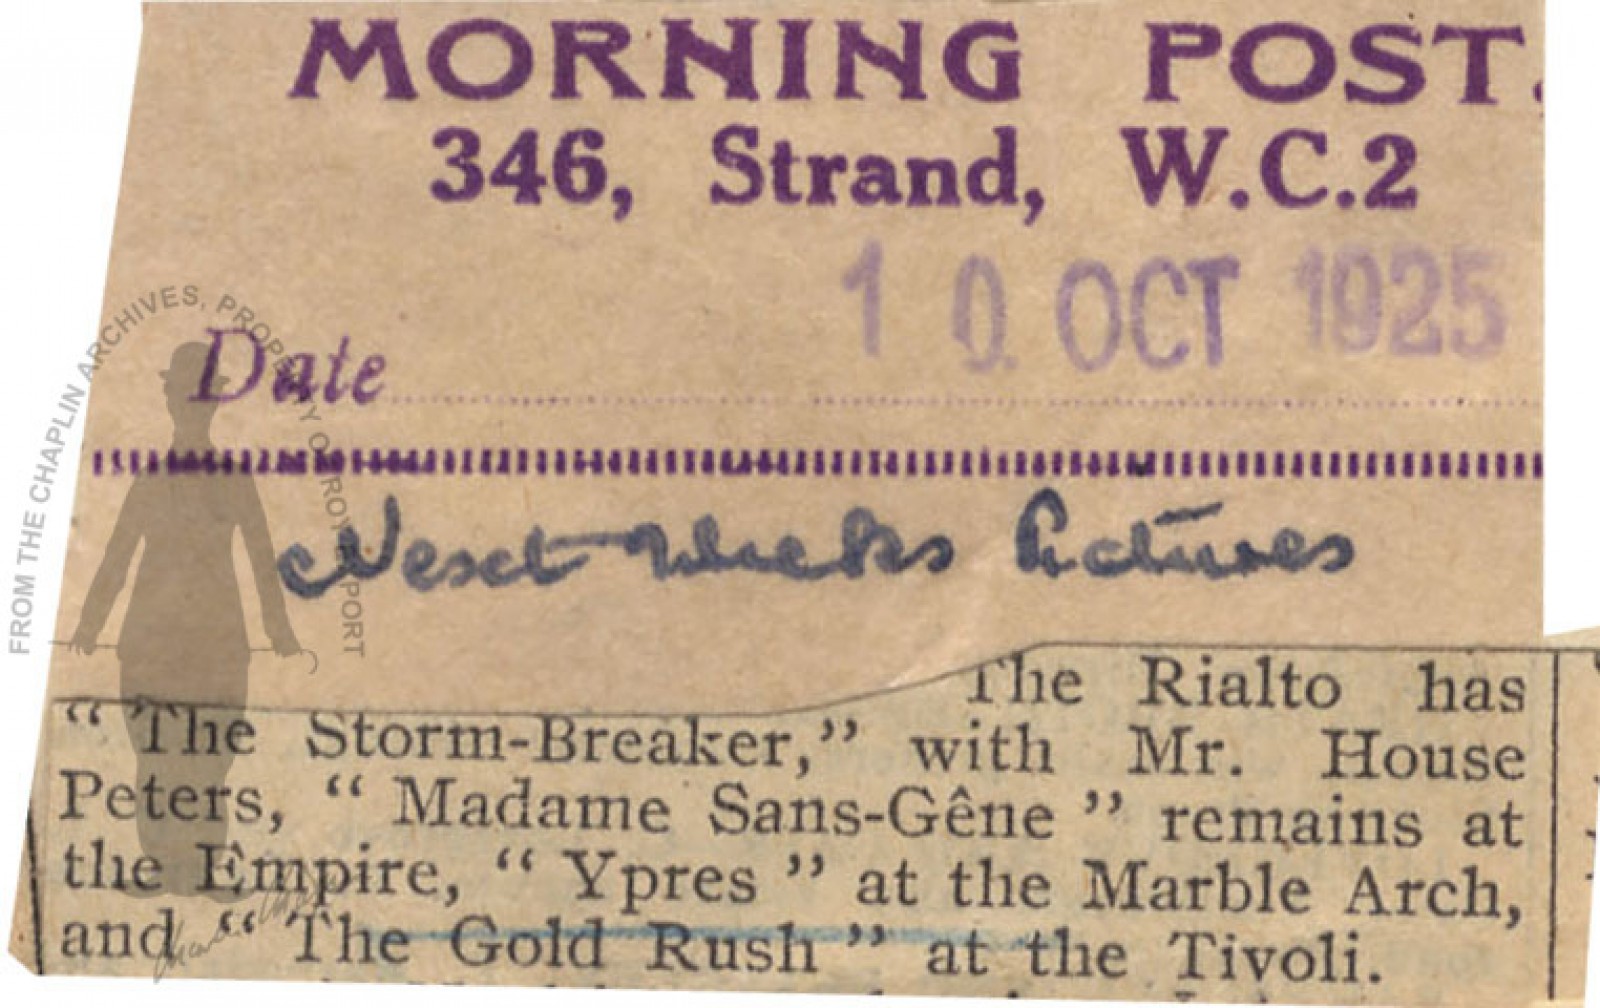 MORNING POST.
346, Strand, W.C.2
10 OCT 1925
Date
Next Weeks Pictures
The Rialto has
“ The Storm-Breaker,” with Mr. House
Peters, “ Madame Sans-Gêne ” remains at
the Empire, “ Ypres ” at the Marble Arch,
and “ The Gold Rush ” at the Tivoli.
FROM THE CHAPLIN ARCHIVES, PROPERTY OF ROY EXPORT